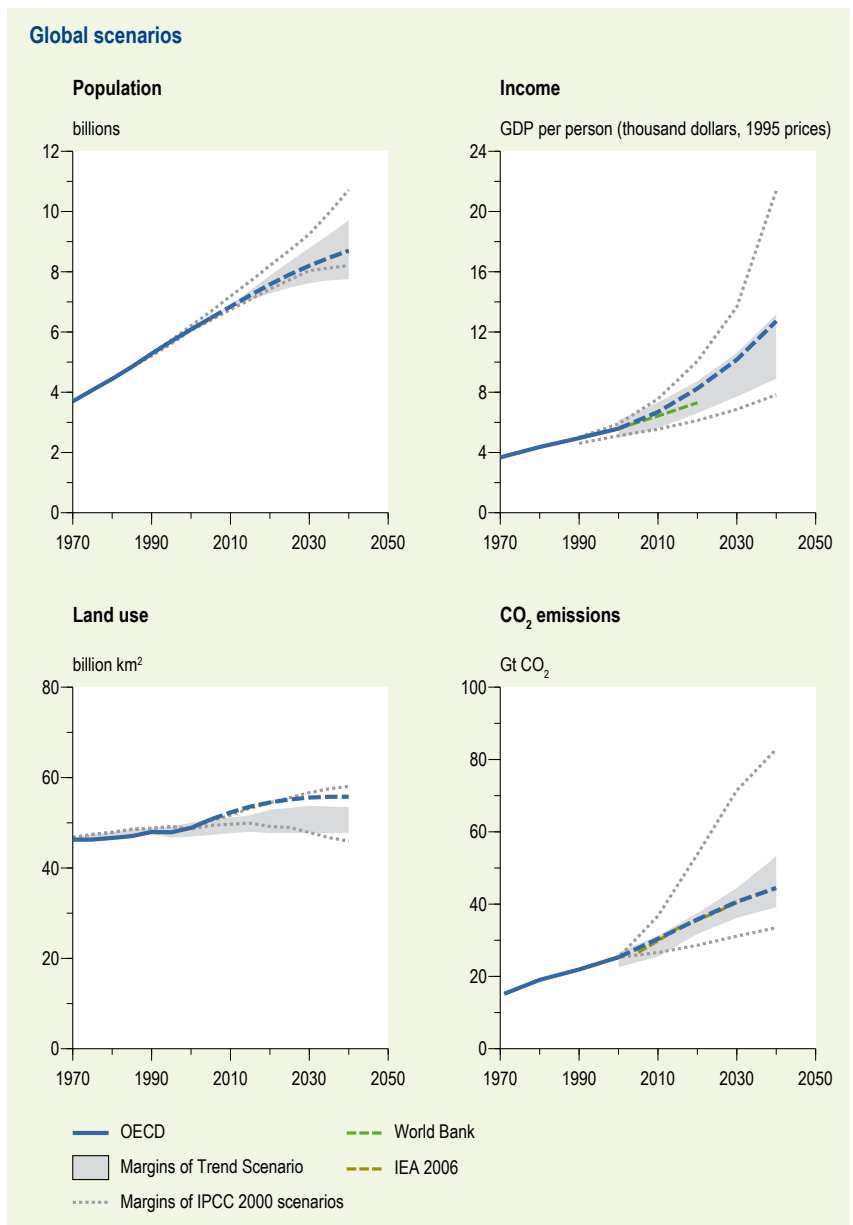 Global scenarios
Population
billions
12
10
8
6
4
2
0
1970 1990 2010 2030 2050
Income
GDP per person (thousand dollars, 1995 prices)
24
20
16
12
8
4
0
1970 1990 2010 2030 2050
Land use
billion km²
80
60
40
20
0
1970 1990 2010 2030 2050
CO₂ emissions
Gt CO₂
100
80
60
40
20
0
1970 1990 2010 2030 2050
OECD
Margins of Trend Scenario
Margins of IPCC 2000 scenarios
World Bank
IEA 2006